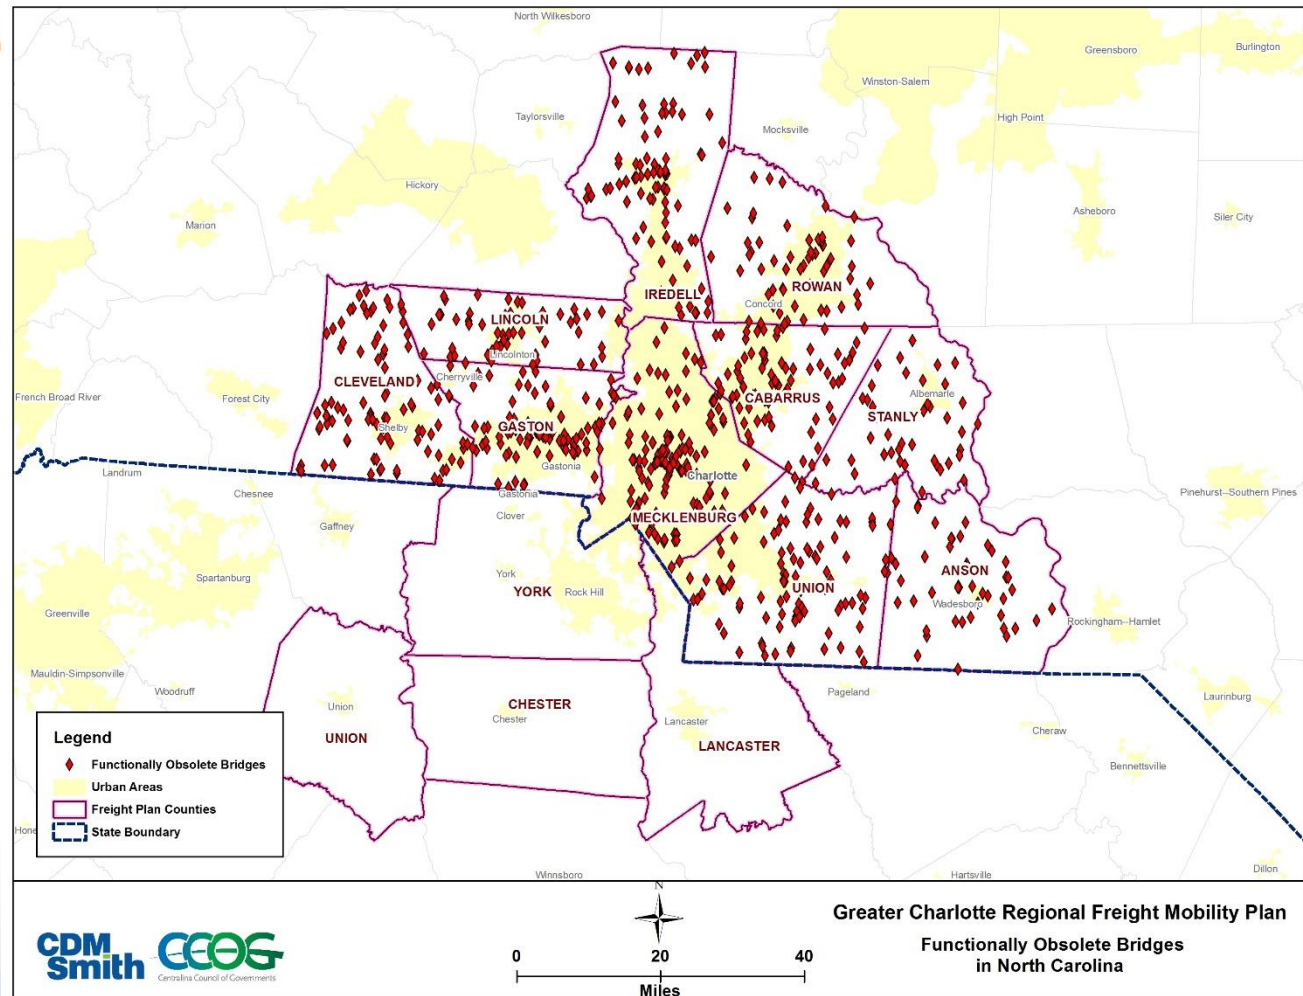 North Wilkesboro
Greensboro
Burlington
Winston-Salem
High Point
Taylorsville
Mocksville
Hickory
Asheboro
Siler City
Marion
IREDELL
ROWAN
Concord
LINCOLN
Lincolnton
CLEVELAND
Cherryville
CABARRUS
Albemarle
STANLY
French Broad River
Forest City
Shelby
GASTON
Gastonia
Charlotte
Landrum
Chesnee
Gastonia
Clover
MECKLENBURG
Pinehurst--Southern Pines
Gaffney
Spartanburg
York
YORK
Rock Hill
UNION
ANSON
Wadesboro
Greenville
Rockingham--Hamlet
Mauldin-Simpsonville
Woodruff
Union
UNION
CHESTER
Chester
Lancaster
LANCASTER
Pageland
Laurinburg
Cheraw
Bennettsville
Legend
Functionally Obsolete Bridges
Urban Areas
Freight Plan Counties
State Boundary
Hone
Winnsboro
Hartsville
Dillon
CDM
Smith
CCOG
Centralina Council of Governments
N
0 20 40
Miles
Greater Charlotte Regional Freight Mobility Plan
Functionally Obsolete Bridges
in North Carolina